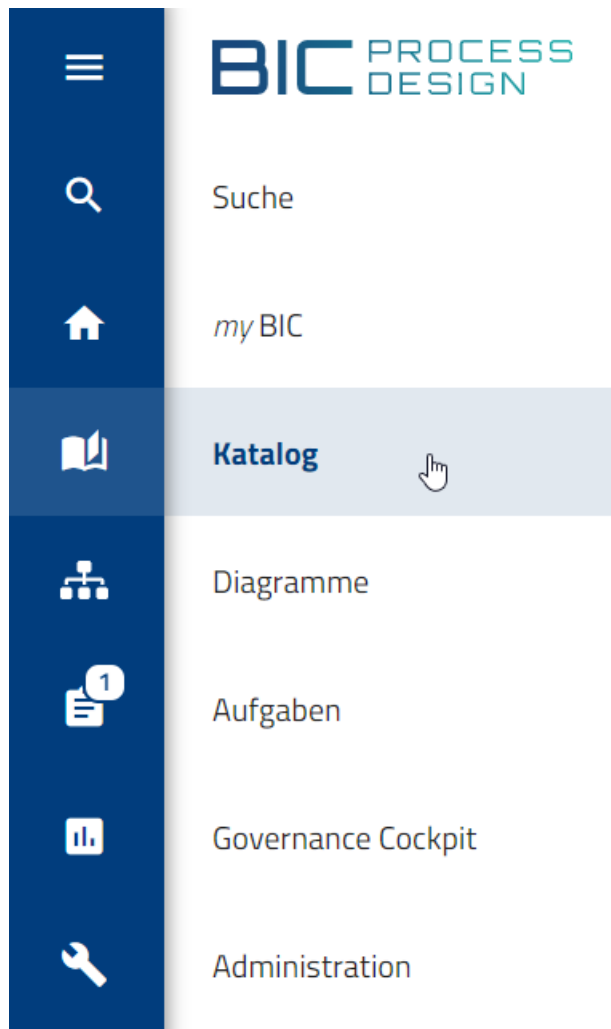 BIC PROCESS
DESIGN
Suche
my BIC
Katalog
Diagramme
1
Aufgaben
Governance Cockpit
Administration